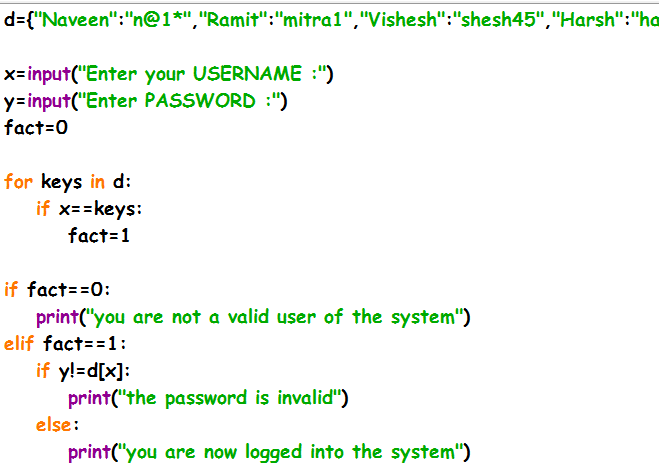 d={"Naveen":"n@1*","Ramit":"mitra1","Vishesh":"shesh45","Harsh":"ha
x=input("Enter your USERNAME :")
y=input("Enter PASSWORD :")
fact=0
for keys in d:
    if x==keys:
        fact=1
if fact==0:
    print("you are not a valid user of the system")
elif fact==1:
    if y!=d[x]:
        print("the password is invalid")
    else:
        print("you are now logged into the system")